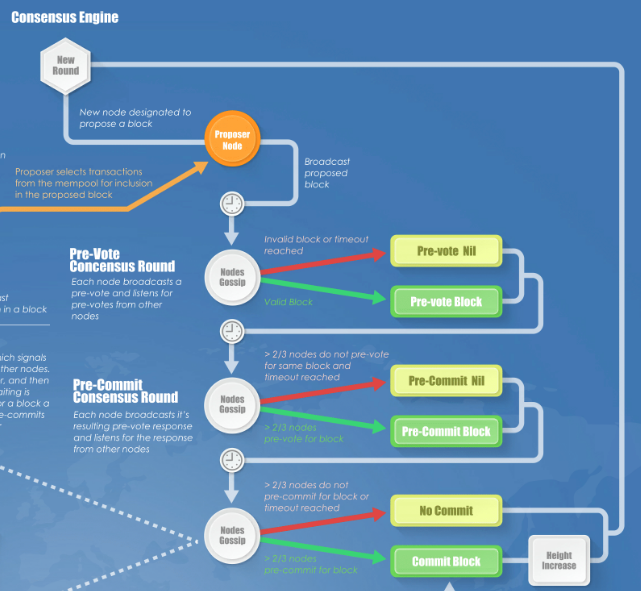 Consensus Engine
New
Round
New node designated to
propose a block
Proposer
Node
n
Proposer selects transactions
from the mempool for inclusion
in the proposed block
Broadcast
proposed
block
Pre-Vote
Concensus Round
Each node broadcasts a
pre-vote and listens for
pre-votes from other
nodes
Nodes
Gossip
Invalid block or timeout
reached
Valid Block
Pre-vote Nil
Pre-vote Block
ast
in a block
ich signals
ther nodes.
r, and then
aiting is
or a block a
e-commits
Pre-Commit
Consensus Round
Each node broadcasts it's
resulting pre-vote response
and listens for the response
from other nodes
Nodes
Gossip
> 2/3 nodes do not pre-vote
for same block and
timeout reached
> 2/3 nodes
pre-vote for block
Pre-Commit Nil
Pre-Commit Block
Nodes
Gossip
> 2/3 nodes do not
pre-commit for block or
timeout reached
> 2/3 nodes
pre-commit for block
No Commit
Commit Block
Height
Increase